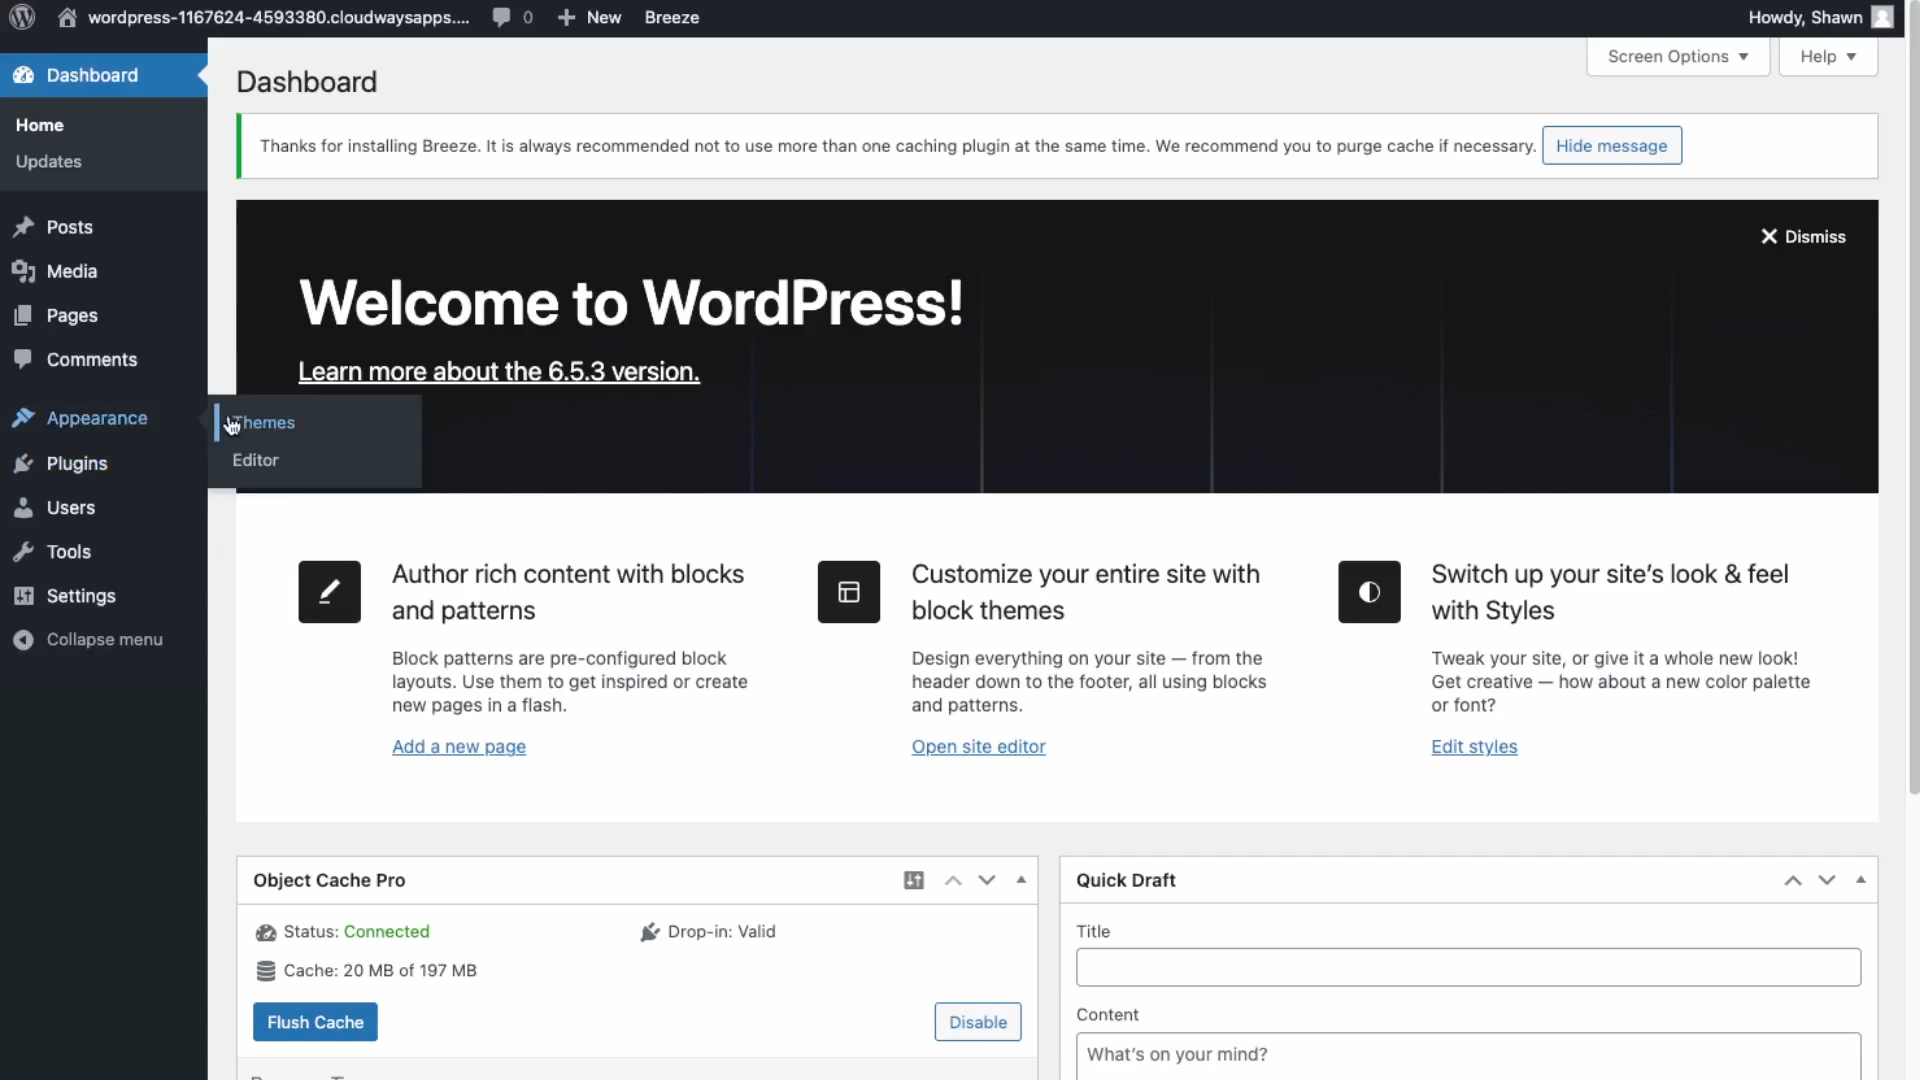 wordpress-1167624-4593380.cloudwaysapps....
0
New
Breeze
Howdy, Shawn
Dashboard
Home
Updates
Posts
Media
Pages
Comments
Appearance
Themes
Editor
Plugins
Users
Tools
Settings
Collapse menu
Screen Options
Help
Dashboard
Thanks for installing Breeze. It is always recommended not to use more than one caching plugin at the same time. We recommend you to purge cache if necessary.
Hide message
Dismiss
Welcome to WordPress!
Learn more about the 6.5.3 version.
Author rich content with blocks
and patterns
Block patterns are pre-configured block
layouts. Use them to get inspired or create
new pages in a flash.
Add a new page
Customize your entire site with
block themes
Design everything on your site — from the
header down to the footer, all using blocks
and patterns.
Open site editor
Switch up your site’s look & feel
with Styles
Tweak your site, or give it a whole new look!
Get creative — how about a new color palette
or font?
Edit styles
Object Cache Pro
Status: Connected
Drop-in: Valid
Cache: 20 MB of 197 MB
Flush Cache
Disable
Quick Draft
Title
Content
What’s on your mind?